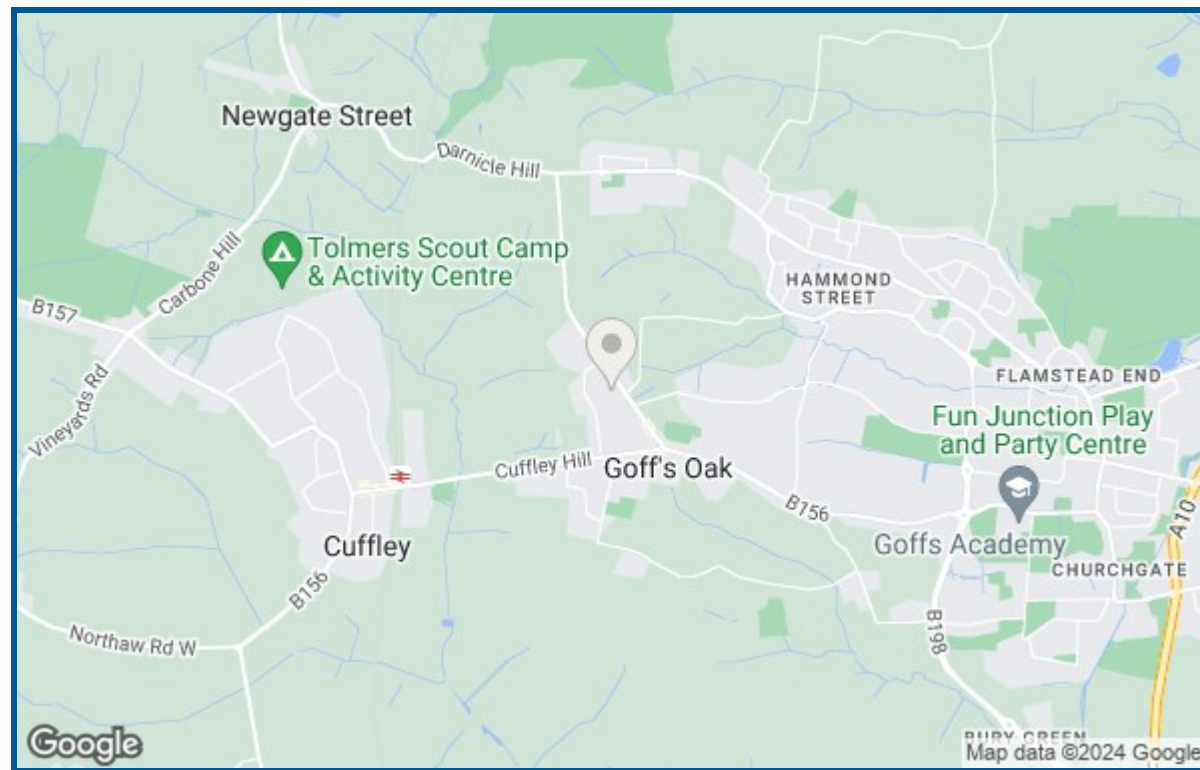 Newgate Street
Darnicle Hill
Tolmers Scout Camp
& Activity Centre
Carbone Hill
HAMMOND
STREET
B157
Vineyards Rd
FLAMSTEAD END
Fun Junction Play
and Party Centre
Cuffley Hill
Goff's Oak
B156
A10
Cuffley
Goffs Academy
CHURCHGATE
B156
B198
Northaw Rd W
BURY GREEN
Google
Map data ©2024 Google